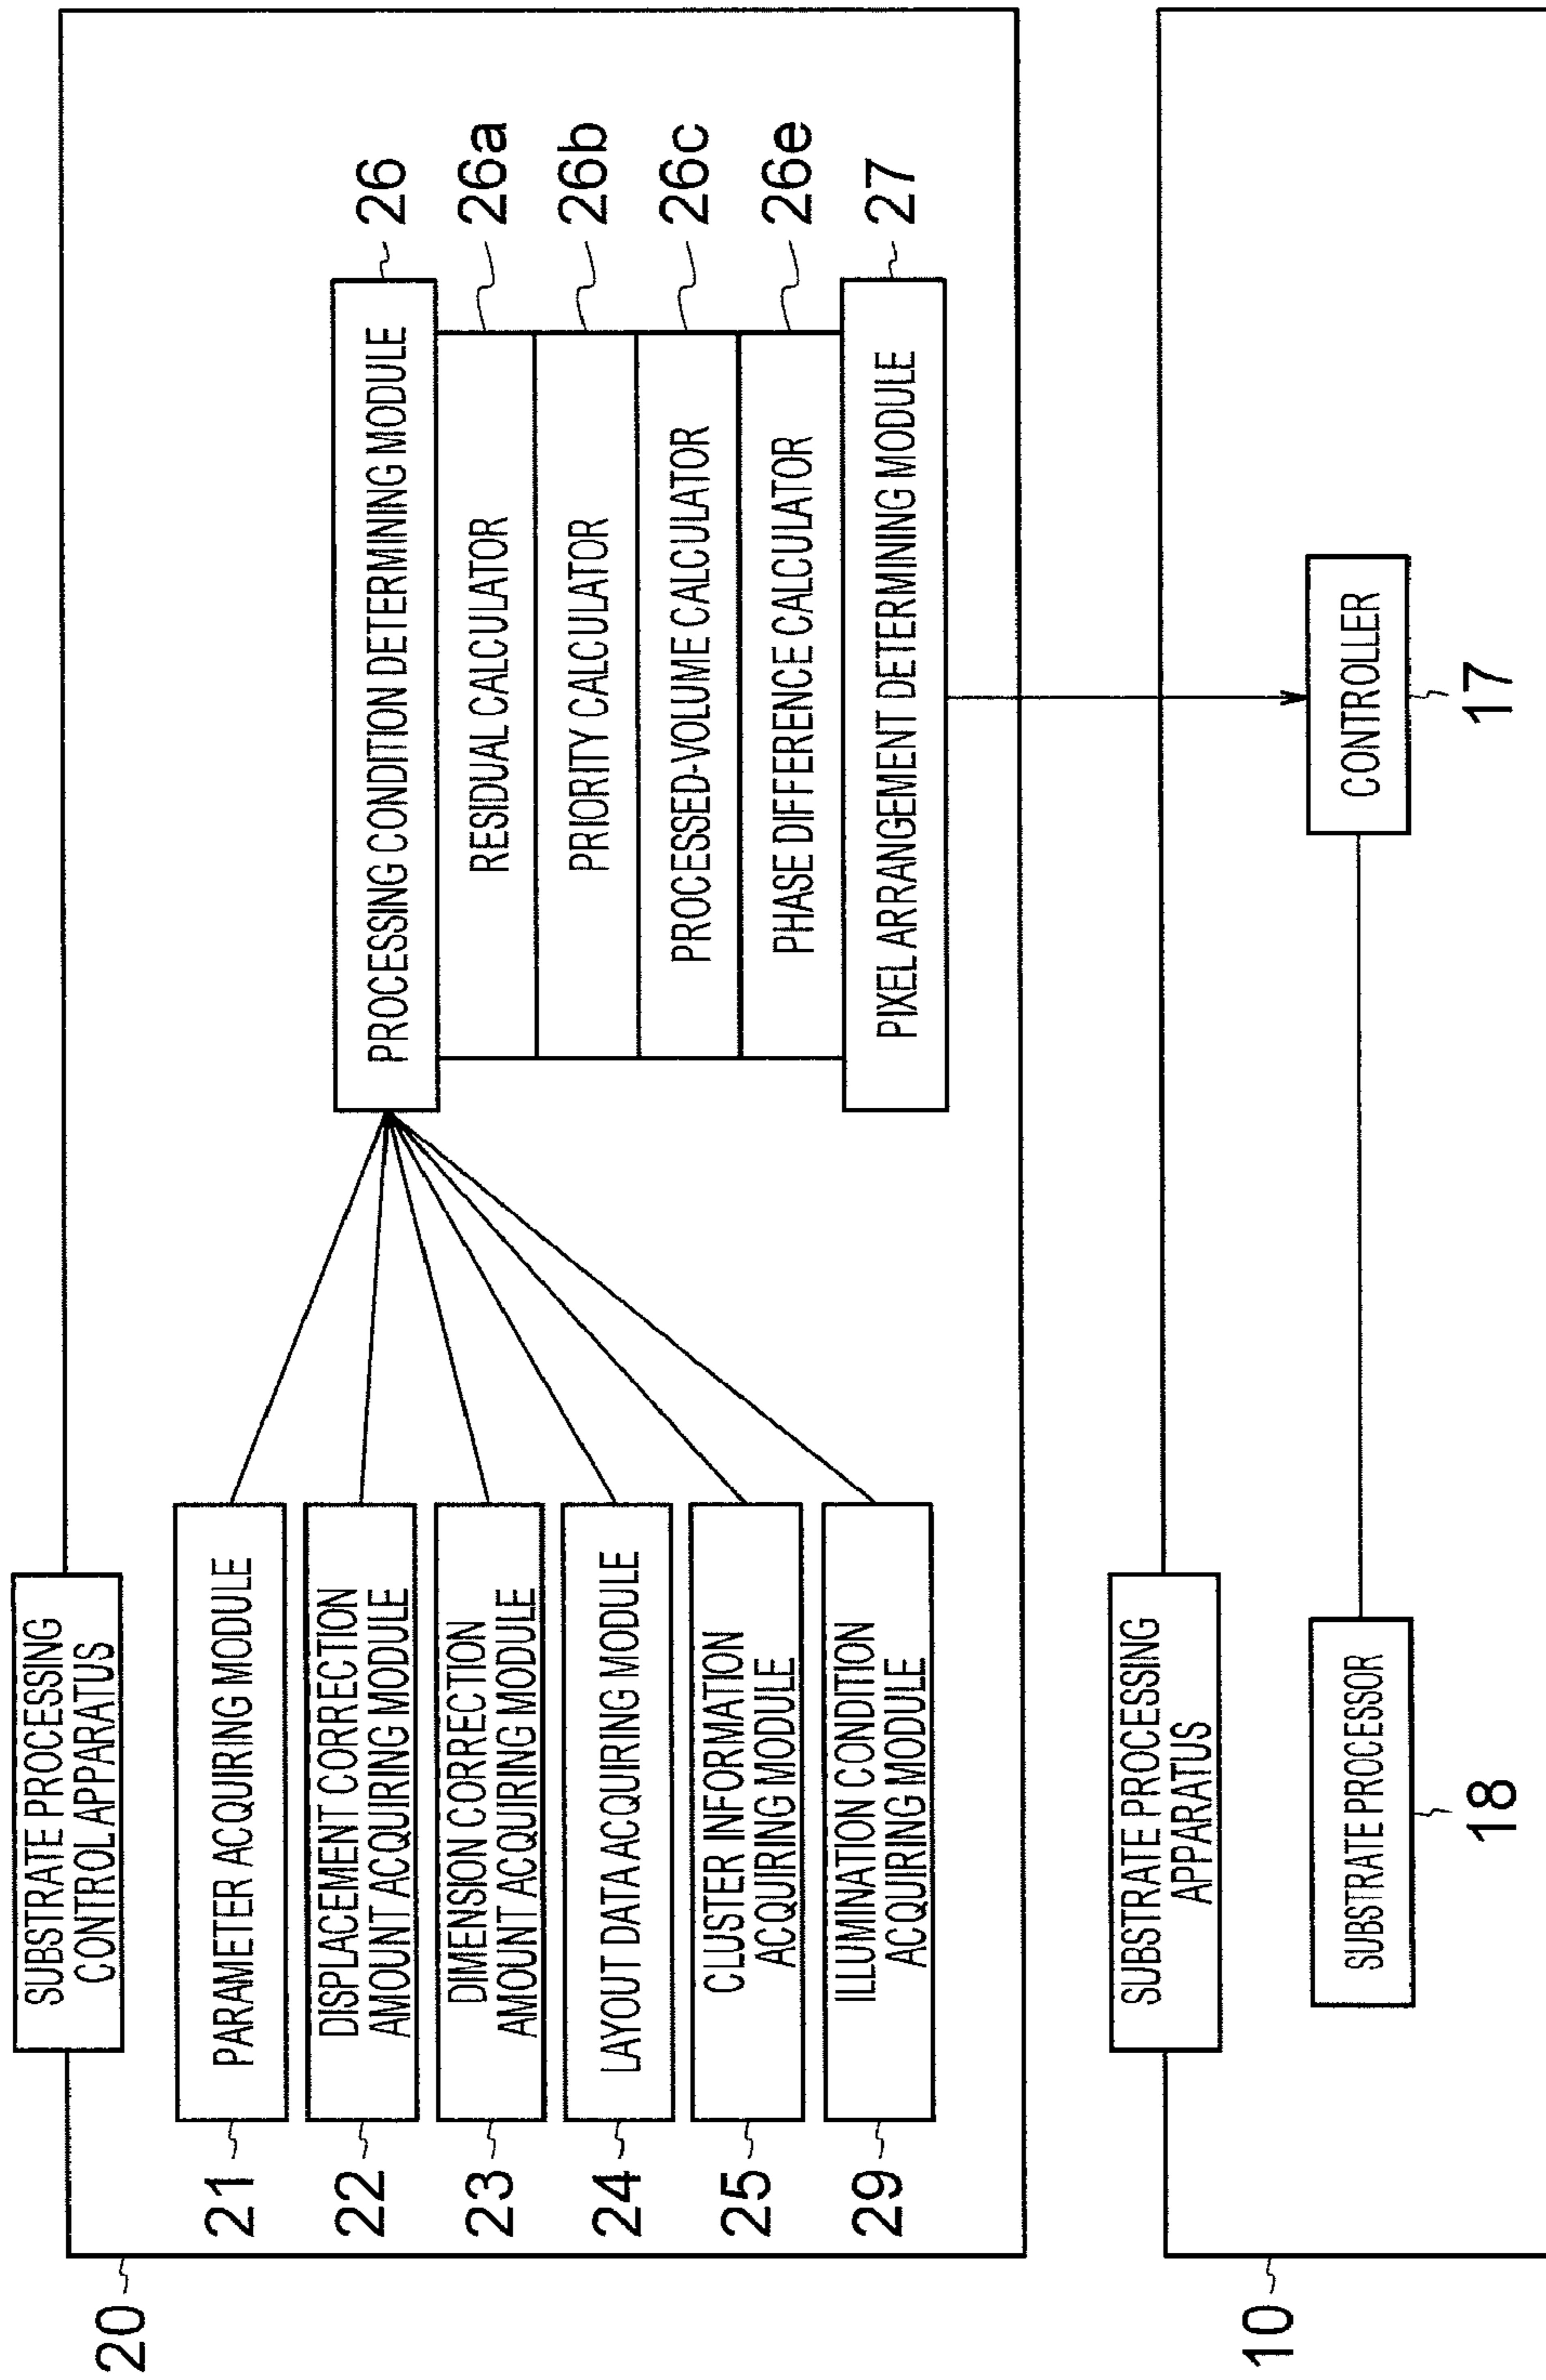 20
SUBSTRATE PROCESSING
CONTROL APPARATUS
21
PARAMETER ACQUIRING MODULE
22
DISPLACEMENT CORRECTION
AMOUNT ACQUIRING MODULE
23
DIMENSION CORRECTION
AMOUNT ACQUIRING MODULE
24
LAYOUT DATA ACQUIRING MODULE
25
CLUSTER INFORMATION
ACQUIRING MODULE
29
ILLUMINATION CONDITION
ACQUIRING MODULE
PROCESSING CONDITION DETERMINING MODULE
26
RESIDUAL CALCULATOR
26a
PRIORITY CALCULATOR
26b
PROCESSED-VOLUME CALCULATOR
26c
PHASE DIFFERENCE CALCULATOR
26e
PIXEL ARRANGEMENT DETERMINING MODULE
27
10
SUBSTRATE PROCESSING
APPARATUS
SUBSTRATE PROCESSOR
18
CONTROLLER
17